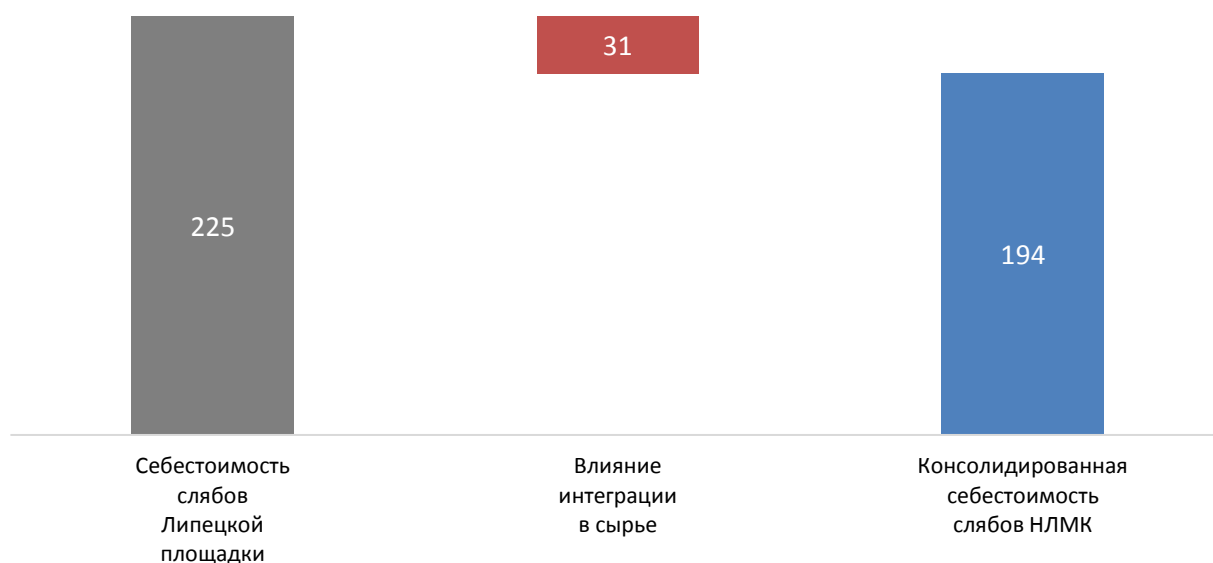 31
225
194
Себестоимость
слябов
Липецкой
площадки
Влияние
интеграции
в сырье
Консолидированная
себестоимость
слябов НЛМК